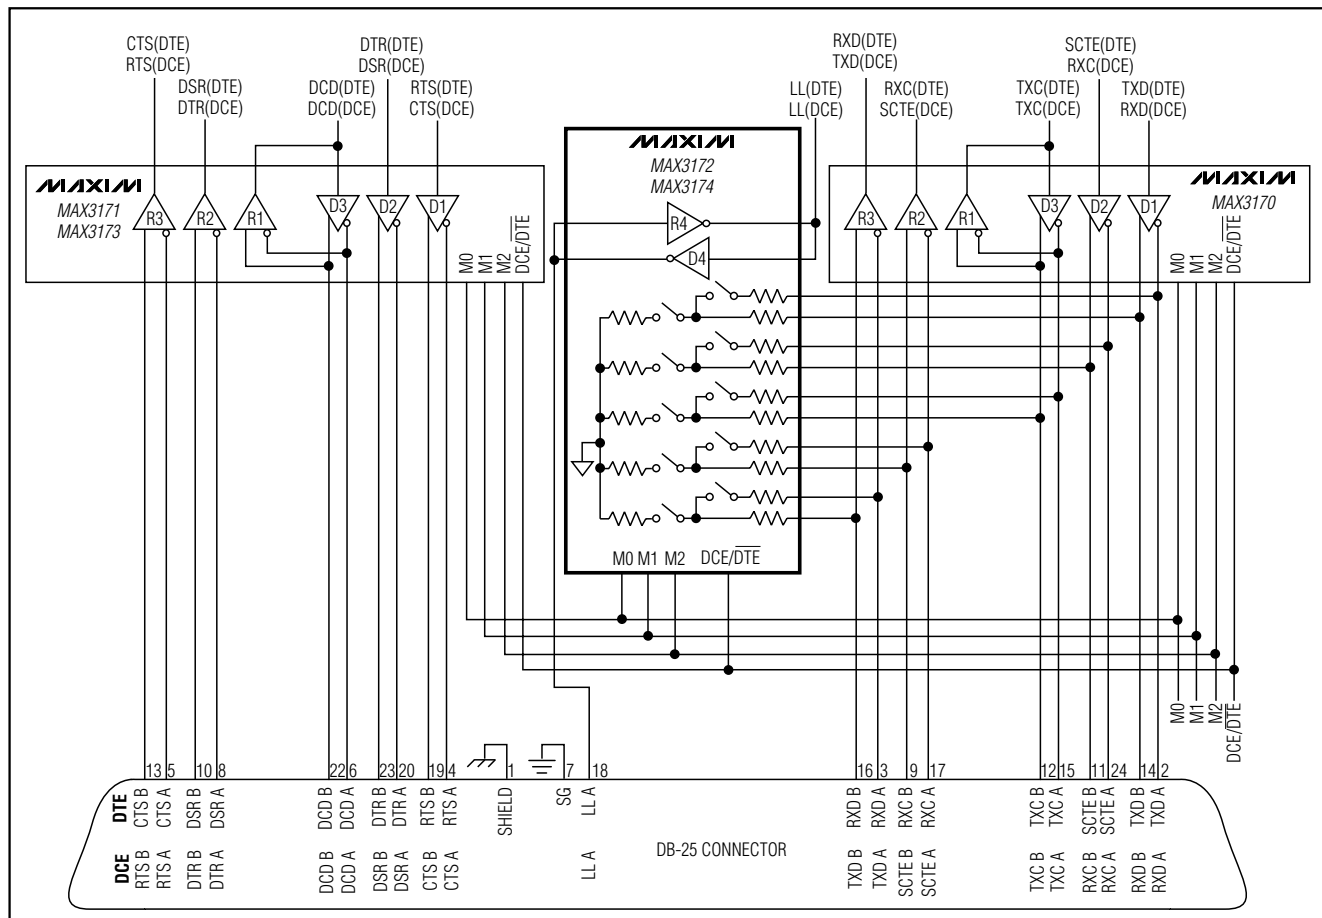 CTS(DTE)
RTS(DCE)
DSR(DTE)
DTR(DCE)
DCD(DTE)
DCD(DCE)
DTR(DTE)
DSR(DCE)
RTS(DTE)
CTS(DCE)
LL(DTE)
LL(DCE)
RXD(DTE)
TXD(DCE)
RXC(DTE)
SCTE(DCE)
TXC(DTE)
TXC(DCE)
SCTE(DTE)
RXC(DCE)
TXD(DTE)
RXD(DCE)
MAXIM
MAX3171
MAX3173
R3
R2
R1
D3
D2
D1
M0
M1
M2
DCE/DTE
MAXIM
MAX3172
MAX3174
R4
D4
M0 M1 M2 DCE/DTE
MAXIM
MAX3170
R3
R2
R1
D3
D2
D1
M0
M1
M2
DCE/DTE
M0
M1
M2
DCE/DTE
13 5 10 8 22 6 23 20 19 4 1 7 18 16 3 9 17 12 15 11 24 14 2
DTE
CTS B
CTS A
DSR B
DSR A
DCD B
DCD A
DTR B
DTR A
RTS B
RTS A
SHIELD
SG
LL A
RXD B
RXD A
RXC B
RXC A
TXC B
TXC A
SCTE B
SCTE A
TXD B
TXD A
DB-25 CONNECTOR
DCE
RTS B
RTS A
DTR B
DTR A
DCD B
DCD A
DSR B
DSR A
CTS B
CTS A
LL A
TXD B
TXD A
SCTE B
SCTE A
TXC B
TXC A
RXC B
RXC A
RXD B
RXD A